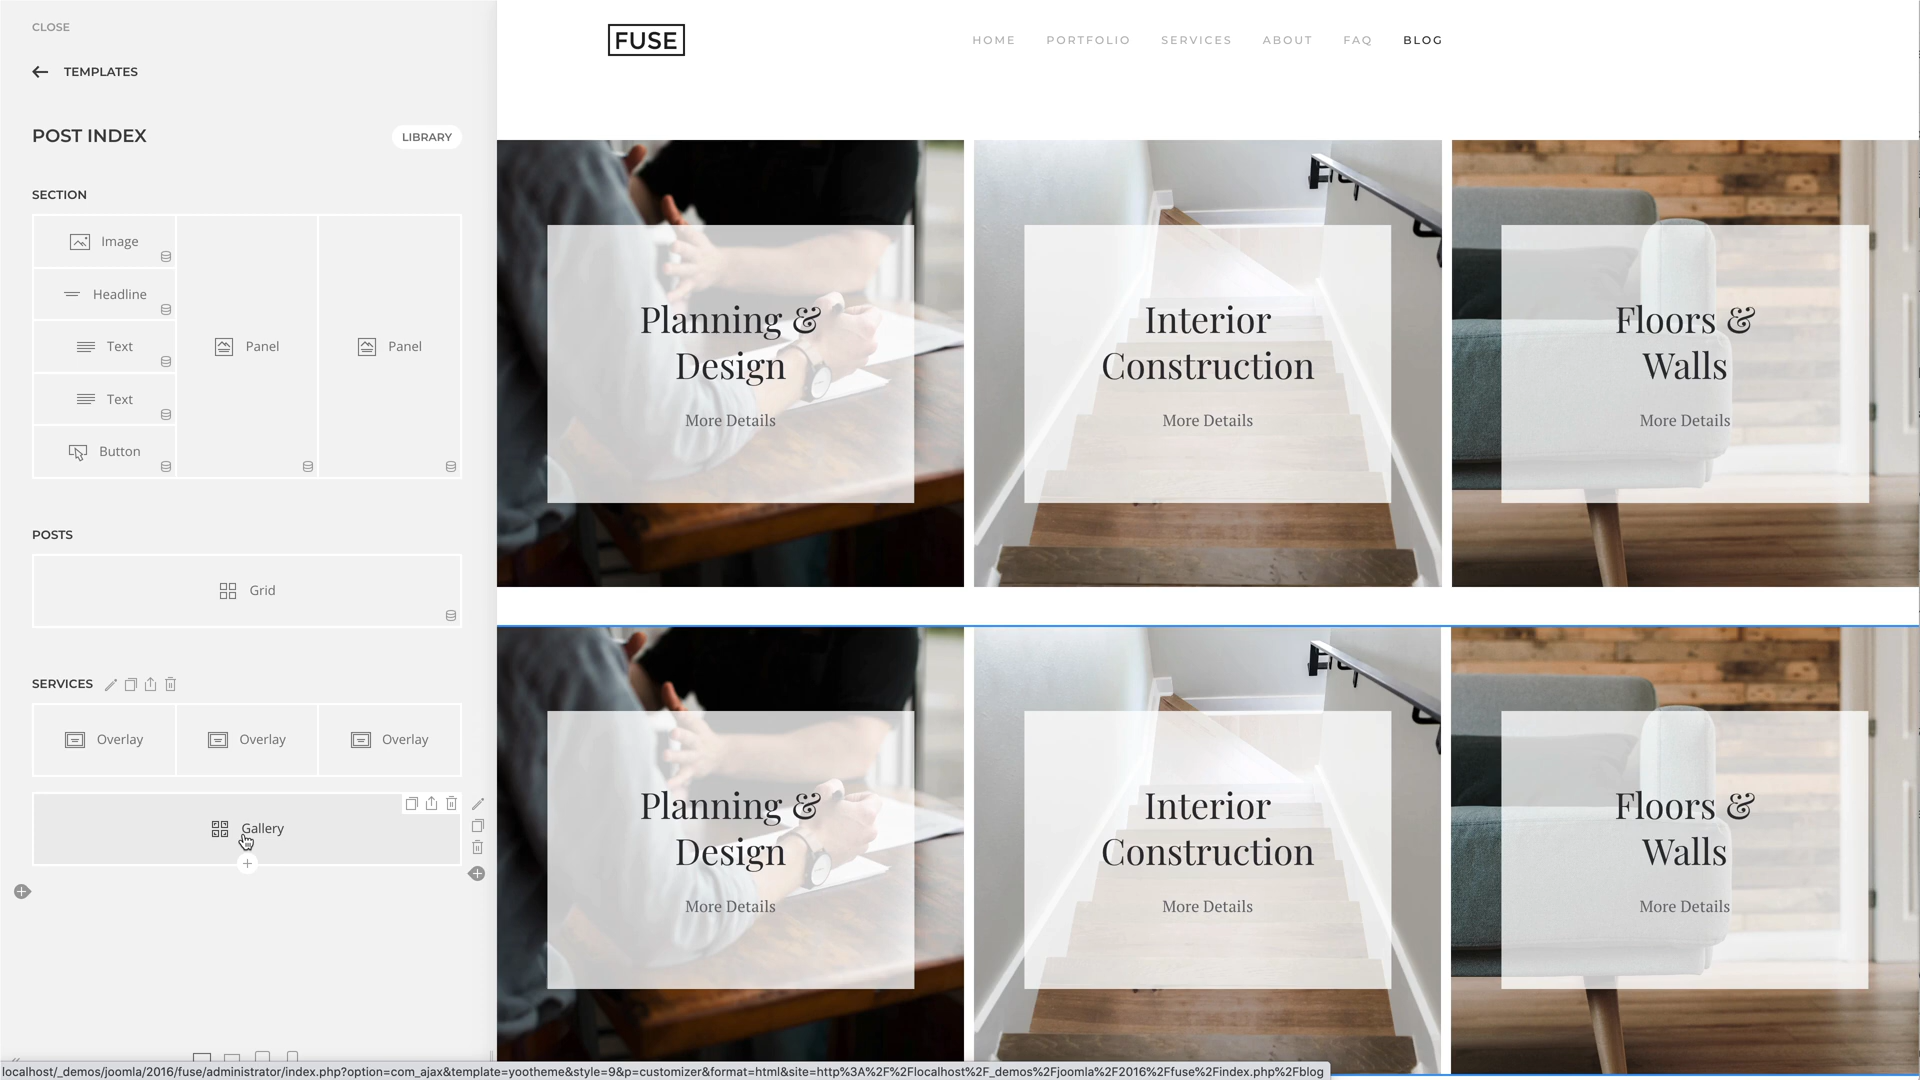 CLOSE
TEMPLATES
POST INDEX
LIBRARY
SECTION
Image
Headline
Text
Text
Button
Panel
Panel
POSTS
Grid
SERVICES
Overlay
Overlay
Overlay
Gallery
FUSE
HOME
PORTFOLIO
SERVICES
ABOUT
FAQ
BLOG
Planning &
Design
More Details
Interior
Construction
More Details
Floors &
Walls
More Details
Planning &
Design
More Details
Interior
Construction
More Details
Floors &
Walls
More Details
localhost/_demos/joomla/2016/fuse/administrator/index.php?option=com_ajax&template=yootheme&style=9&p=customizer&format=html&site=http%3A%2F%2Flocalhost%2F_demos%2Fjoomla%2F2016%2Ffuse%2Findex.php%2Fblog